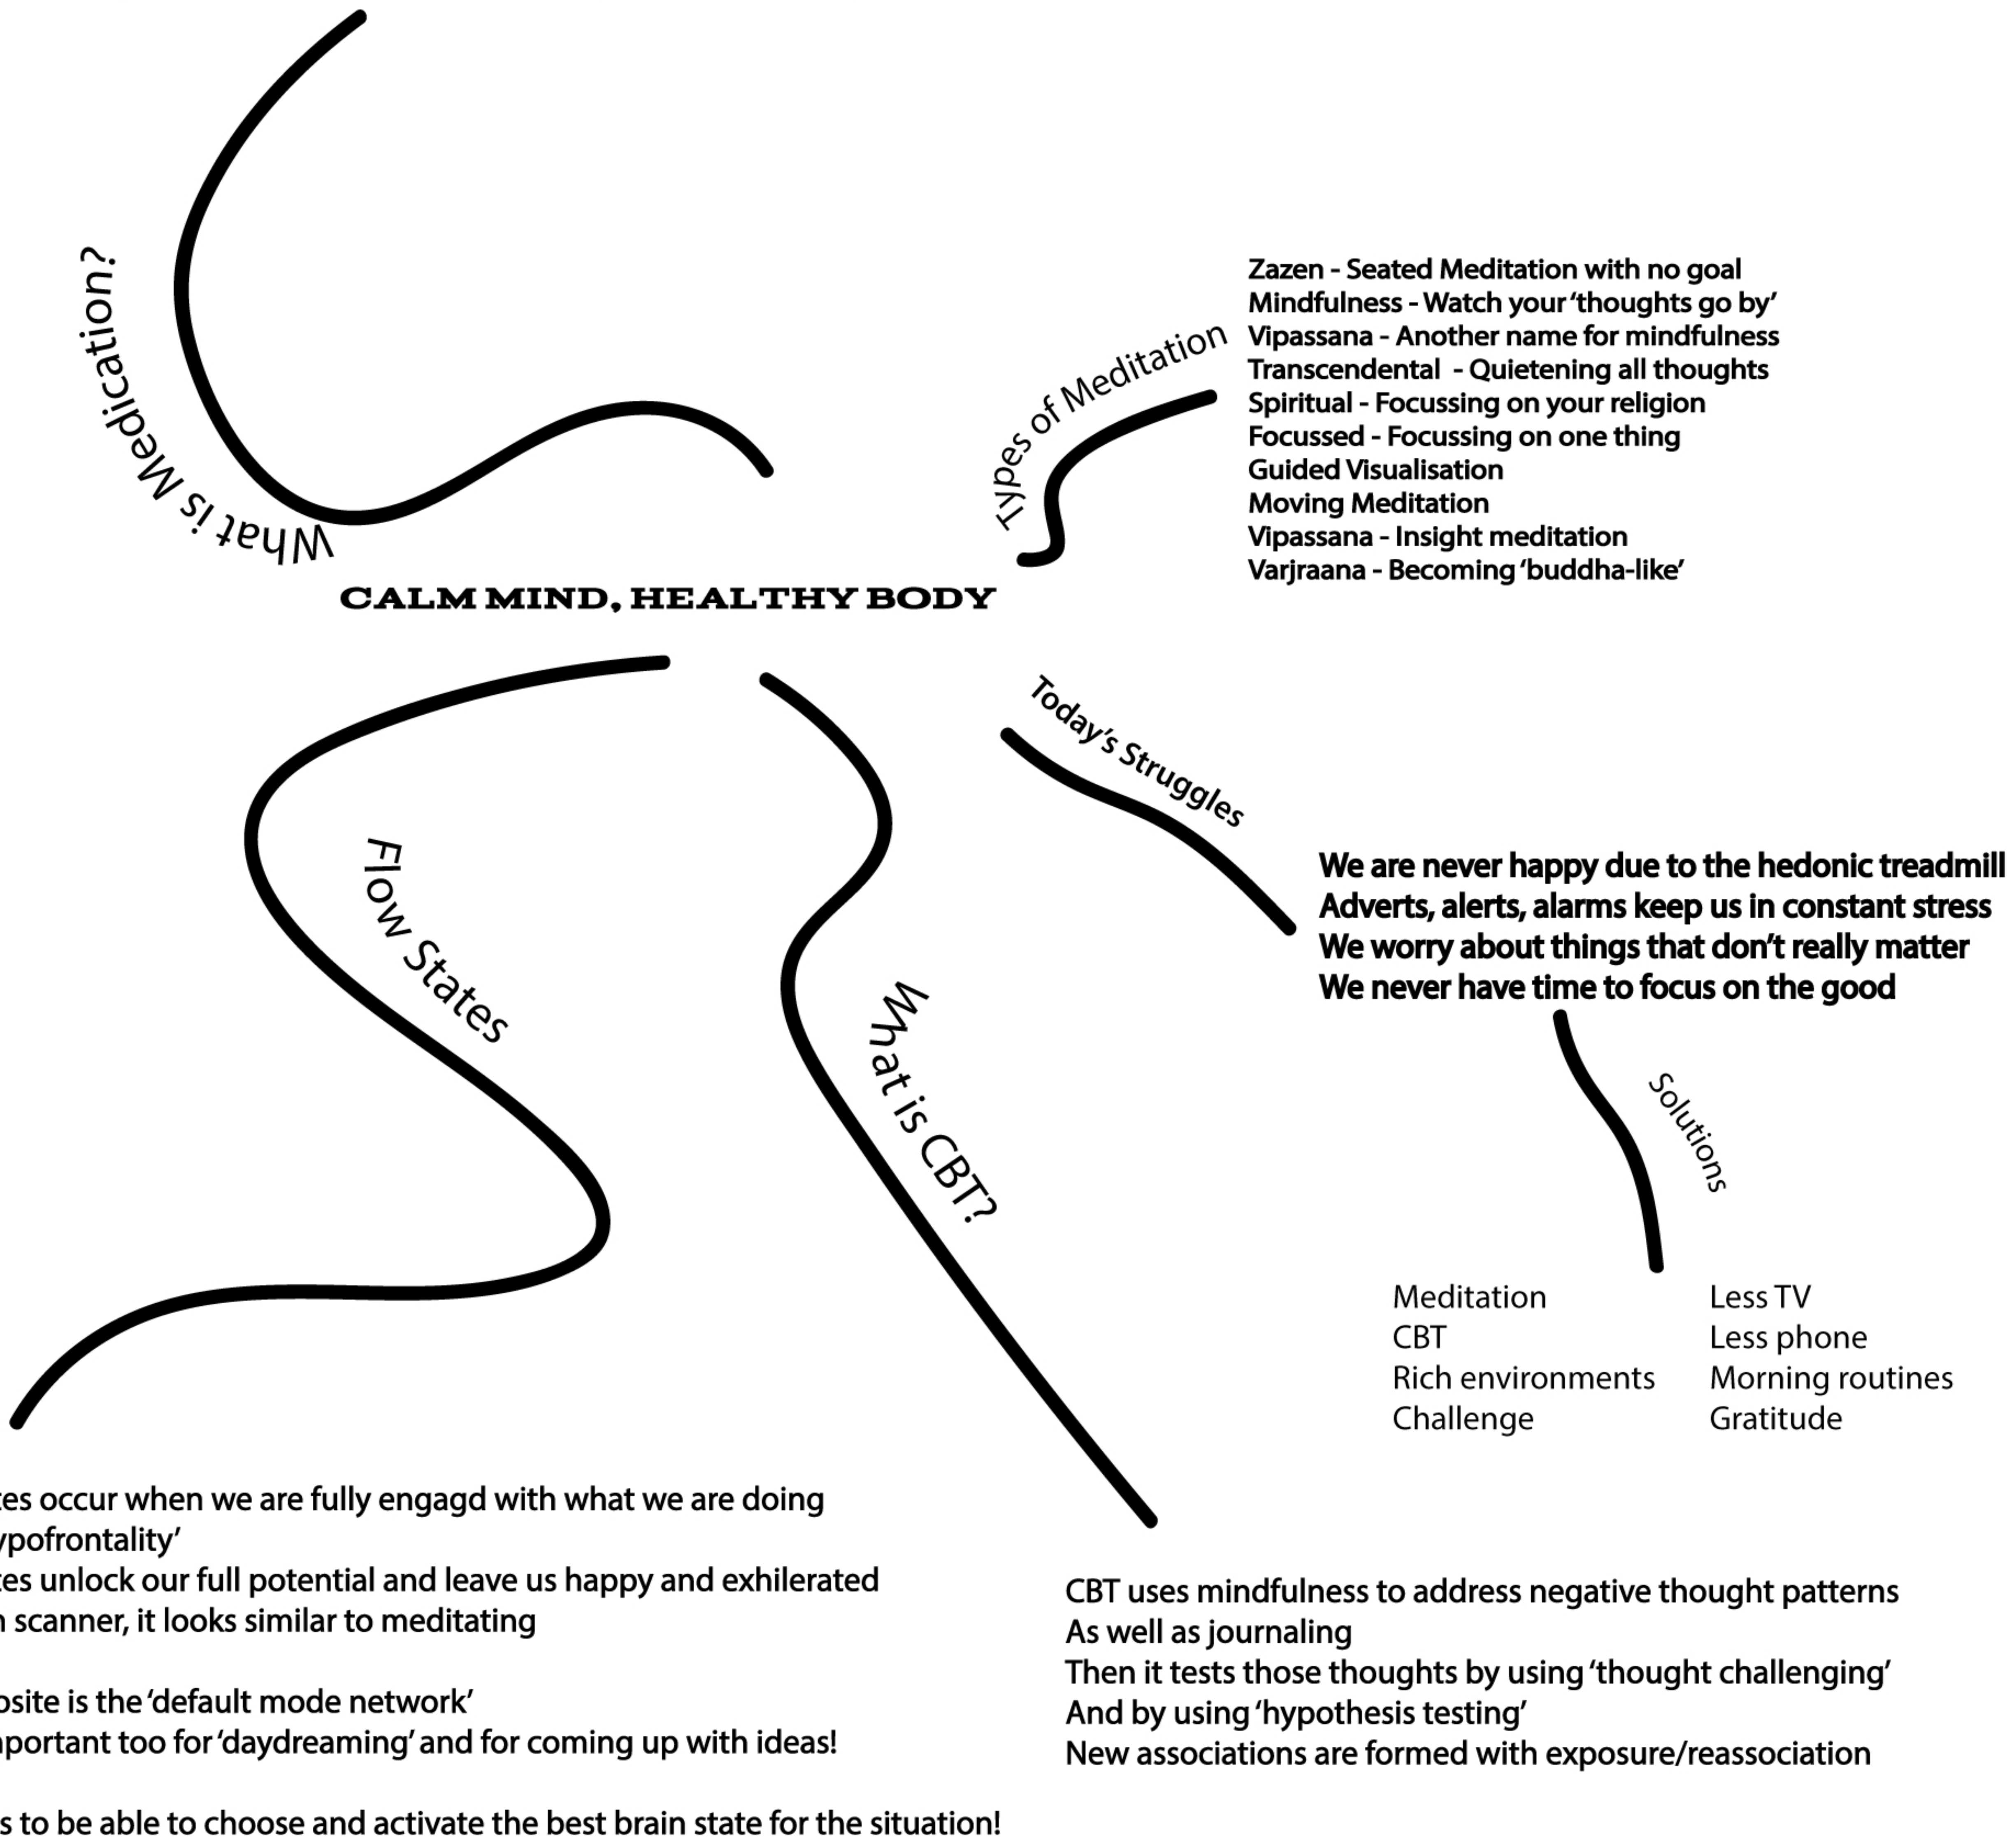 What is Medication?
Types of Meditation
Zazen - Seated Meditation with no goal
Mindfulness - Watch your 'thoughts go by'
Vipassana - Another name for mindfulness
Transcendental - Quietening all thoughts
Spiritual - Focussing on your religion
Focussed - Focussing on one thing
Guided Visualisation
Moving Meditation
Vipassana - Insight meditation
Varjraana - Becoming 'buddha-like'
CALM MIND, HEALTHY BODY
Today's Struggles
We are never happy due to the hedonic treadmill
Adverts, alerts, alarms keep us in constant stress
We worry about things that don't really matter
We never have time to focus on the good
Solutions
Meditation
CBT
Rich environments
Challenge
Less TV
Less phone
Morning routines
Gratitude
Flow States
What is CBT?
occur when we are fully engagd with what we are doing
unlock our full potential and leave us happy and exhilerated
scanner, it looks similar to meditating
is the 'default mode network'
too for 'daydreaming' and for coming up with ideas!
to be able to choose and activate the best brain state for the situation!
CBT uses mindfulness to address negative thought patterns
As well as journaling
Then it tests those thoughts by using 'thought challenging'
And by using 'hypothesis testing'
New associations are formed with exposure/reassociation